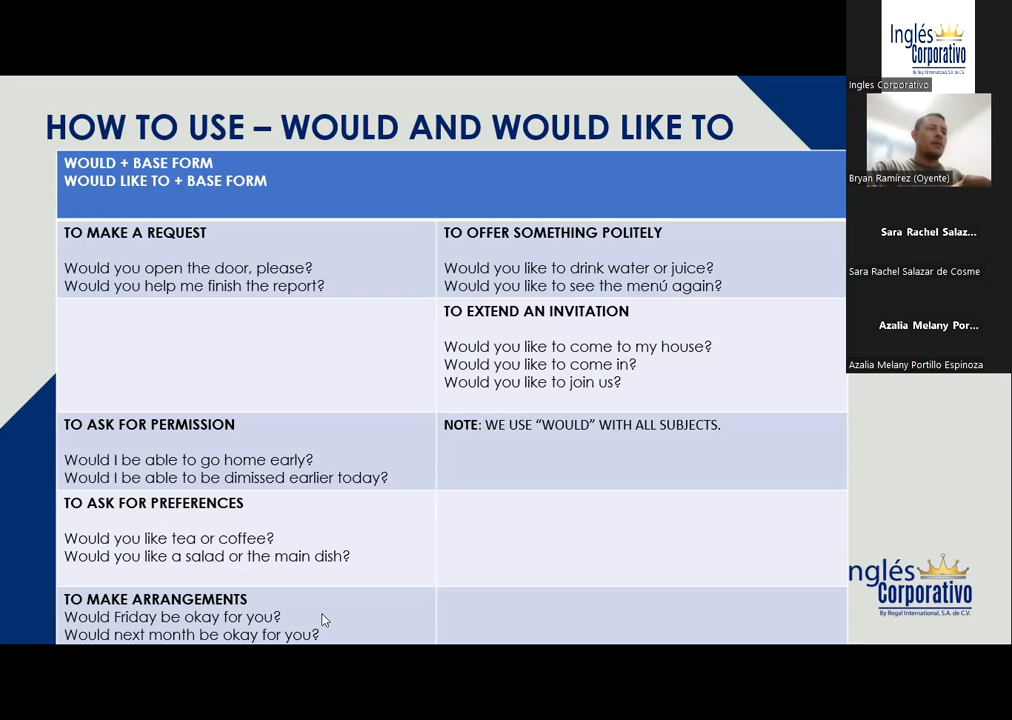 HOW TO USE – WOULD AND WOULD LIKE TO
WOULD + BASE FORM
WOULD LIKE TO + BASE FORM
TO MAKE A REQUEST
Would you open the door, please?
Would you help me finish the report?
TO OFFER SOMETHING POLITELY
Would you like to drink water or juice?
Would you like to see the menú again?
TO EXTEND AN INVITATION
Would you like to come to my house?
Would you like to come in?
Would you like to join us?
TO ASK FOR PERMISSION
Would I be able to go home early?
Would I be able to be dimissed earlier today?
NOTE: WE USE “WOULD” WITH ALL SUBJECTS.
TO ASK FOR PREFERENCES
Would you like tea or coffee?
Would you like a salad or the main dish?
TO MAKE ARRANGEMENTS
Would Friday be okay for you?
Would next month be okay for you?
Inglés
Corporativo
By Regal International, S.A. de C.V.
Ingles Corporativo
Bryan Ramírez (Oyente)
Sara Rachel Salaz...
Sara Rachel Salazar de Cosme
Azalia Melany Por...
Azalia Melany Portillo Espinoza
nglés
Corporativo
By Regal International, S.A. de C.V.